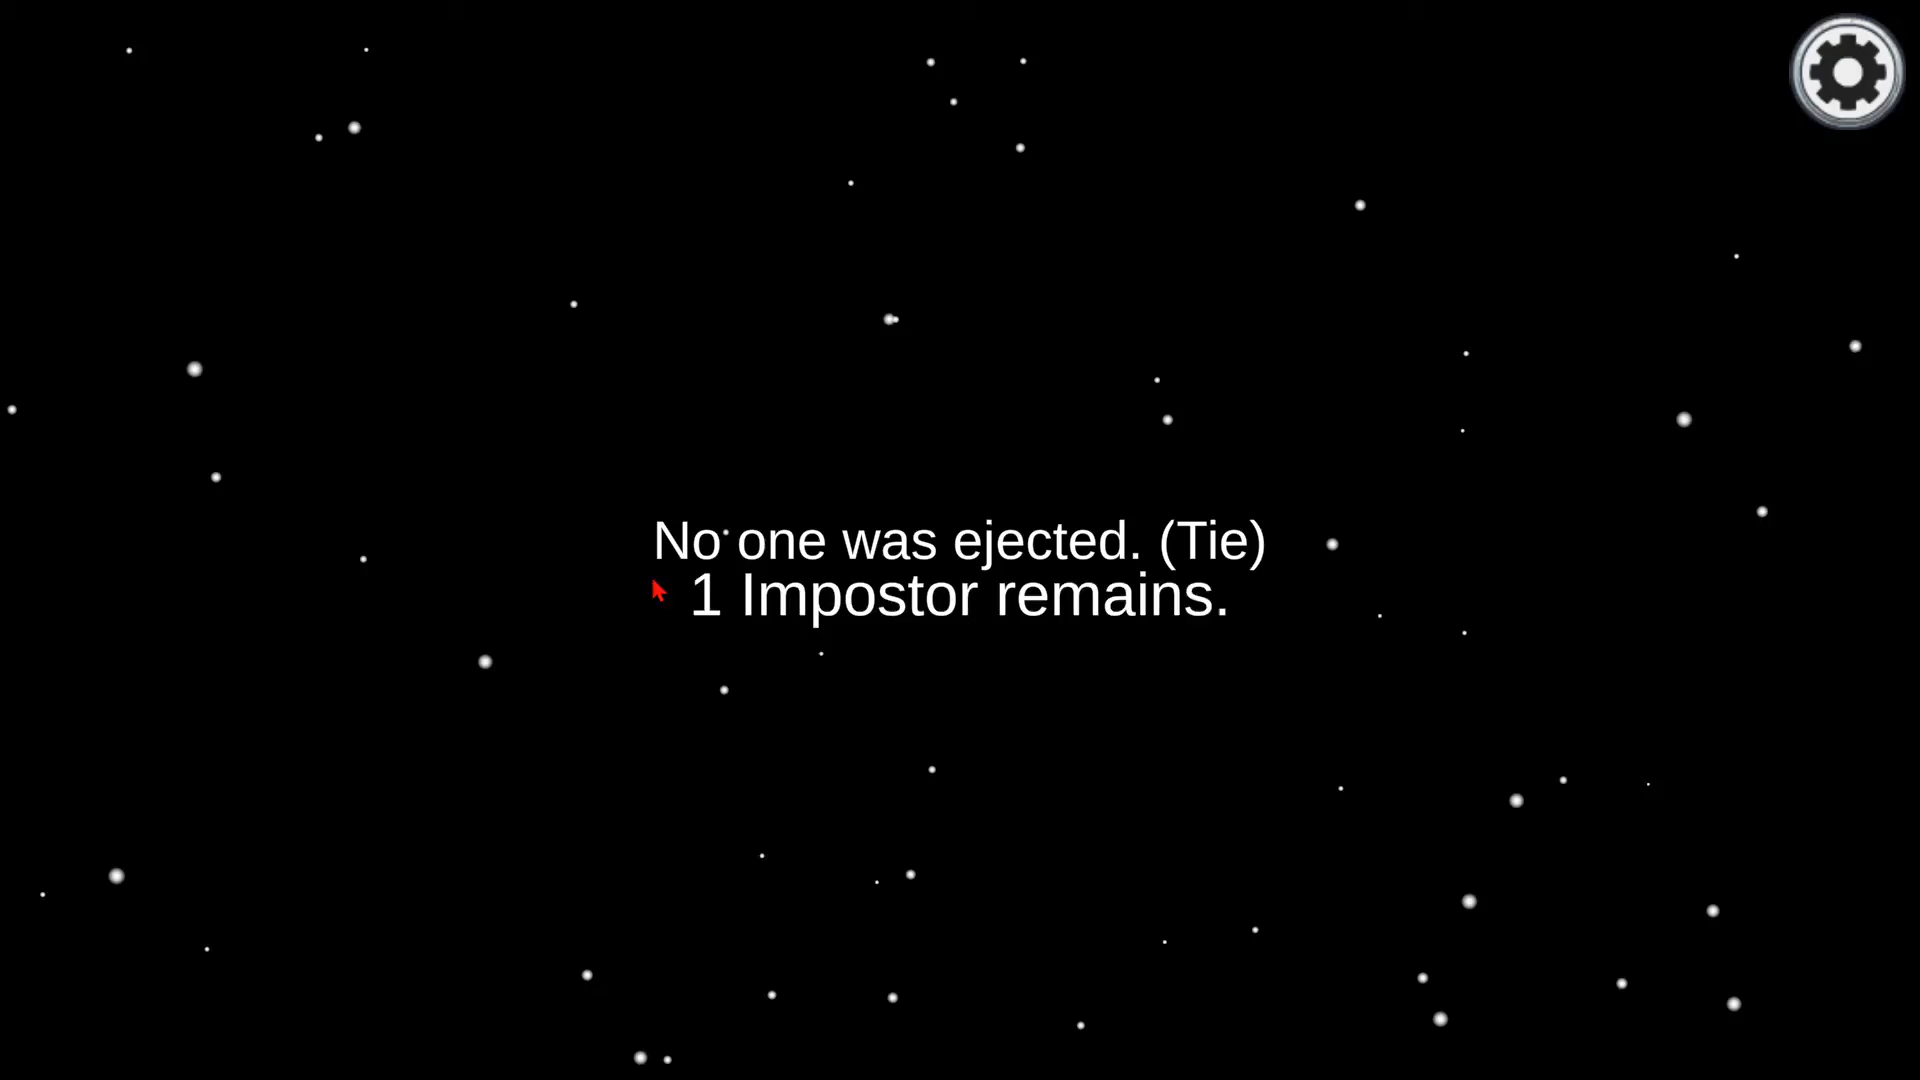 No one was ejected. (Tie)
1 Impostor remains.